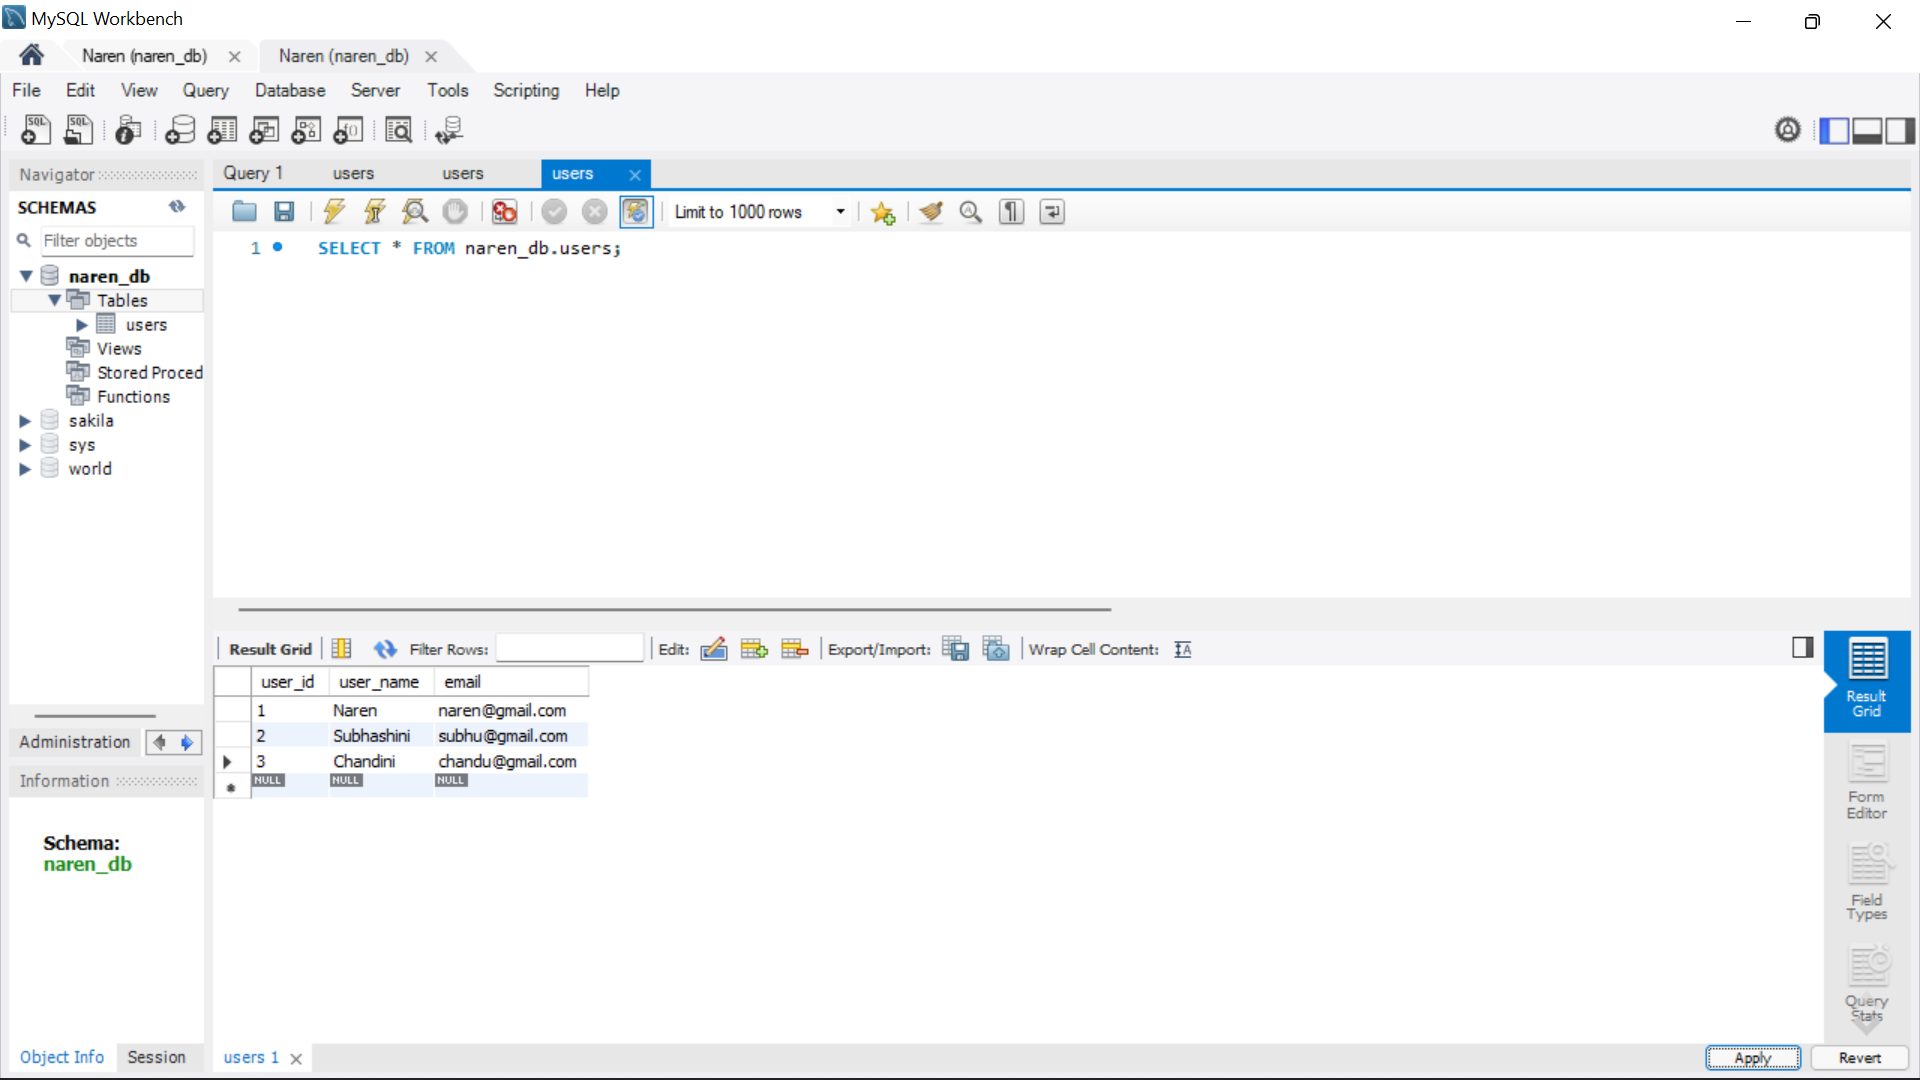 MySQL Workbench
Naren (naren_db)
Naren (naren_db)
File Edit View Query Database Server Tools Scripting Help
SQL SQL
Navigator
SCHEMAS
Filter objects
naren_db
Tables
users
Views
Stored Proced
Functions
sakila
sys
world
Administration
Information
Schema:
naren_db
Object Info Session
Query 1 users users users
Limit to 1000 rows
1 SELECT * FROM naren_db.users;
Result Grid Filter Rows: Edit: Export/Import: Wrap Cell Content:
user_id user_name email
1 Naren naren@gmail.com
2 Subhashini subhu@gmail.com
3 Chandini chandu@gmail.com
NULL NULL NULL
Result
Grid
Form
Editor
Field
Types
Query
Stats
users 1
Apply Revert